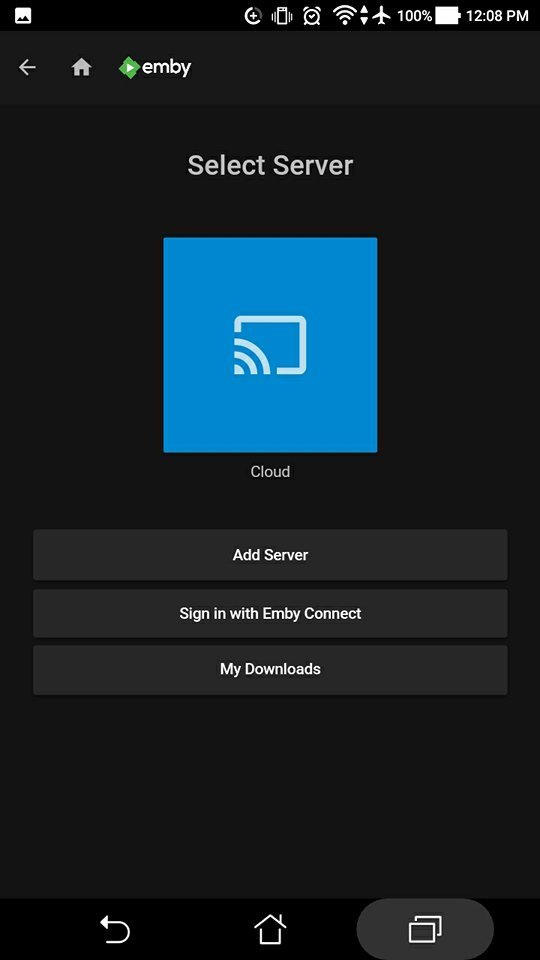 100% 12:08 PM
emby
Select Server
Cloud
Add Server
Sign in with Emby Connect
My Downloads